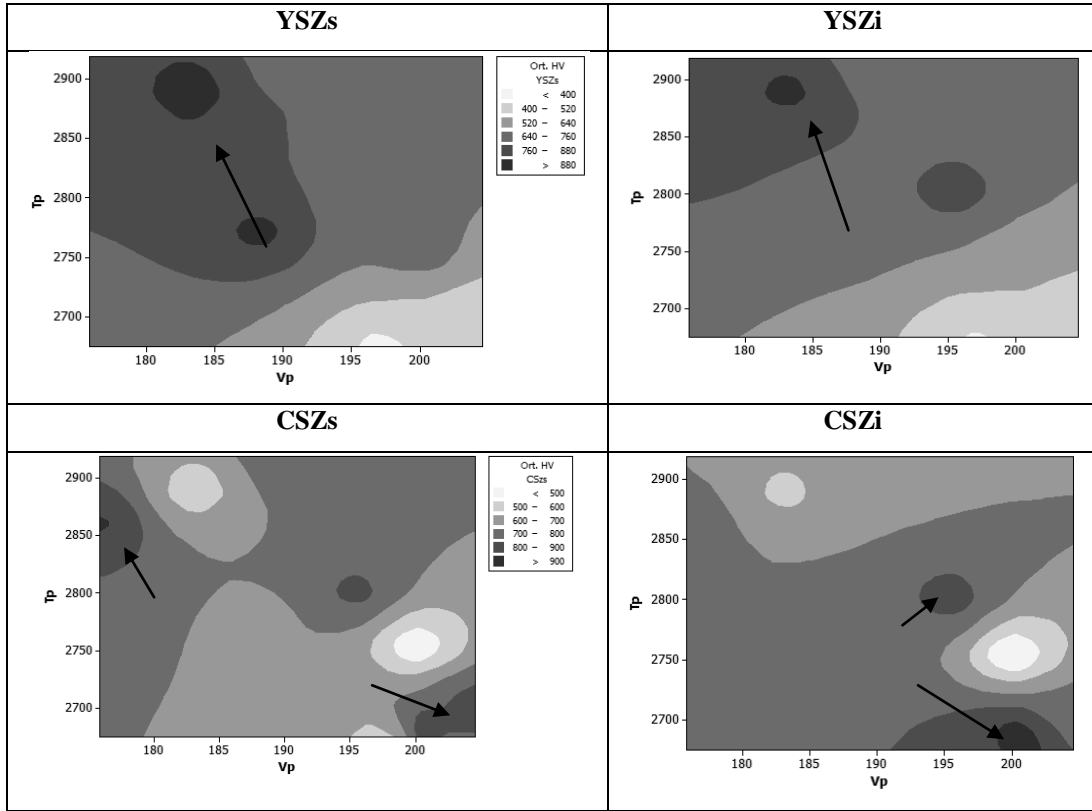 YSZs
YSZi
2900
2850
2800
2750
2700
Tp
180 185 190 195 200
Vp
Ort. HV
YSZs
< 400
400 – 520
520 – 640
640 – 760
760 – 880
> 880
2900
2850
2800
2750
2700
Tp
180 185 190 195 200
Vp
CSZs
CSZi
2900
2850
2800
2750
2700
Tp
180 185 190 195 200
Vp
Ort. HV
CSzs
< 500
500 – 600
600 – 700
700 – 800
800 – 900
> 900
2900
2850
2800
2750
2700
Tp
180 185 190 195 200
Vp